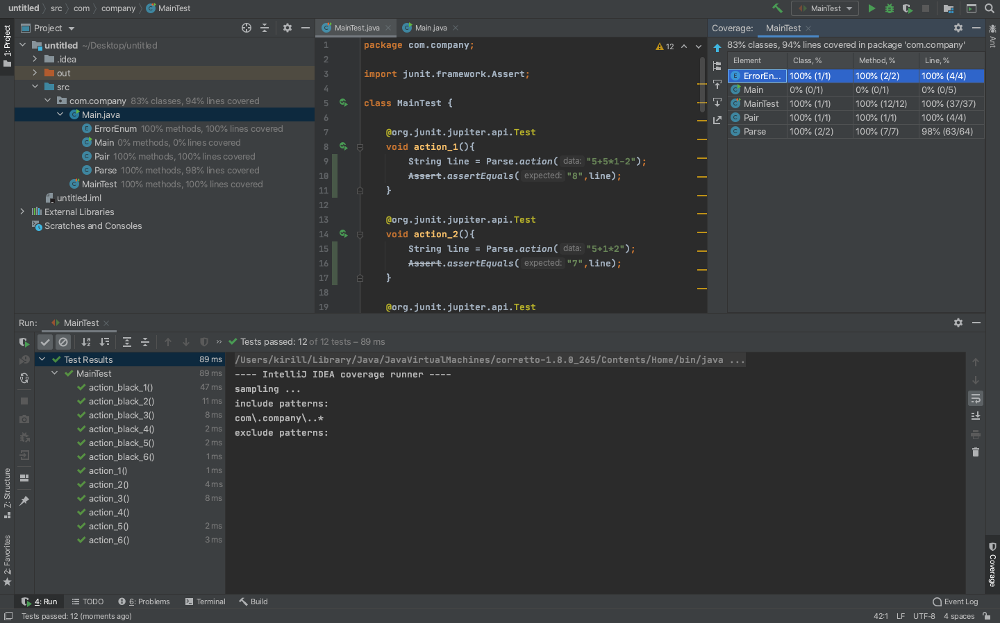 untitled src com company MainTest MainTest
1: Project Project MainTest.java Main.java Coverage: MainTest Ant
untitled ~/Desktop/untitled
.idea
out
src
com.company 83% classes, 94% lines covered
Main.java
ErrorEnum 100% methods, 100% lines covered
Main 0% methods, 0% lines covered
Pair 100% methods, 100% lines covered
Parse 100% methods, 98% lines covered
MainTest 100% methods, 100% lines covered
untitled.iml
External Libraries
Scratches and Consoles
12
1 package com.company;
2
3 import junit.framework.Assert;
4
5 class MainTest {
6
7 @org.junit.jupiter.api.Test
8 void action_1(){
9 String line = Parse.action( data: "5+5*1-2");
10 Assert.assertEquals( expected: "8",line);
11 }
12
13 @org.junit.jupiter.api.Test
14 void action_2(){
15 String line = Parse.action( data: "5+1*2");
16 Assert.assertEquals( expected: "7",line);
17 }
18
19 @org.junit.jupiter.api.Test
83% classes, 94% lines covered in package 'com.company'
Element Class, % Method, % Line, %
ErrorEn... 100% (1/1) 100% (2/2) 100% (4/4)
Main 0% (0/1) 0% (0/1) 0% (0/5)
MainTest 100% (1/1) 100% (12/12) 100% (37/37)
Pair 100% (1/1) 100% (1/1) 100% (4/4)
Parse 100% (2/2) 100% (7/7) 98% (63/64)
Run: MainTest
Tests passed: 12 of 12 tests – 89 ms
Test Results 89 ms
MainTest 89 ms
action_black_1() 47 ms
action_black_2() 11 ms
action_black_3() 8 ms
action_black_4() 2 ms
action_black_5() 2 ms
action_black_6() 1 ms
action_1() 1 ms
action_2() 4 ms
action_3() 8 ms
action_4()
action_5() 2 ms
action_6() 3 ms
/Users/kirill/Library/Java/JavaVirtualMachines/corretto-1.8.0_265/Contents/Home/bin/java ...
---- IntelliJ IDEA coverage runner ----
sampling ...
include patterns:
com\.company\..*
exclude patterns:
Z: Structure
2: Favorites
Coverage
4: Run TODO 6: Problems Terminal Build Event Log
Tests passed: 12 (moments ago) 42:1 LF UTF-8 4 spaces